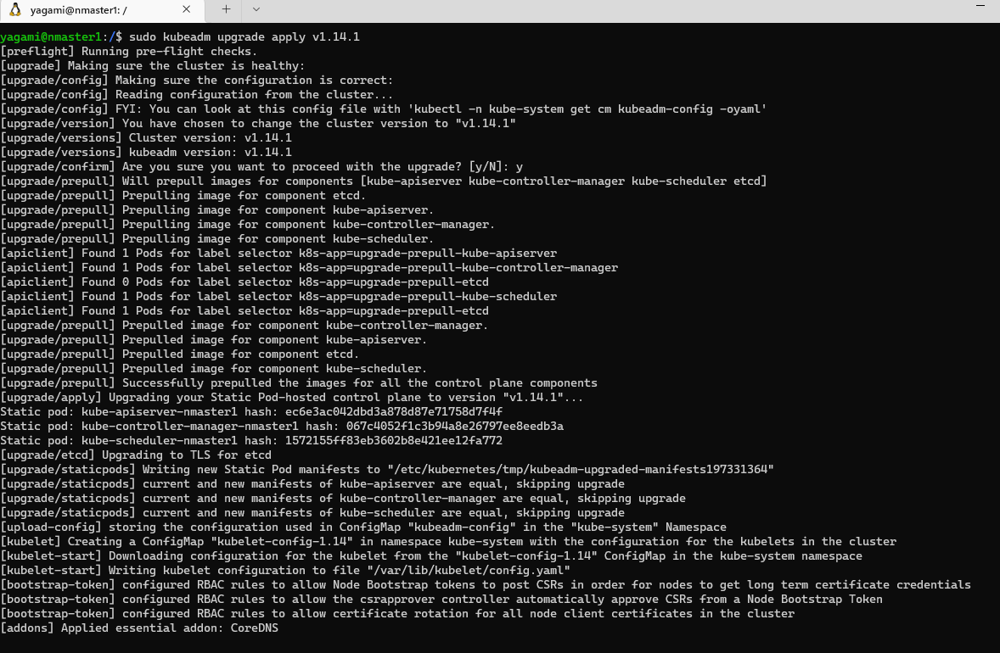 yagami@nmaster1: /
yagami@nmaster1:/$ sudo kubeadm upgrade apply v1.14.1
[preflight] Running pre-flight checks.
[upgrade] Making sure the cluster is healthy:
[upgrade/config] Making sure the configuration is correct:
[upgrade/config] Reading configuration from the cluster...
[upgrade/config] FYI: You can look at this config file with 'kubectl -n kube-system get cm kubeadm-config -oyaml'
[upgrade/version] You have chosen to change the cluster version to "v1.14.1"
[upgrade/versions] Cluster version: v1.14.1
[upgrade/versions] kubeadm version: v1.14.1
[upgrade/confirm] Are you sure you want to proceed with the upgrade? [y/N]: y
[upgrade/prepull] Will prepull images for components [kube-apiserver kube-controller-manager kube-scheduler etcd]
[upgrade/prepull] Prepulling image for component etcd.
[upgrade/prepull] Prepulling image for component kube-apiserver.
[upgrade/prepull] Prepulling image for component kube-controller-manager.
[upgrade/prepull] Prepulling image for component kube-scheduler.
[apiclient] Found 1 Pods for label selector k8s-app=upgrade-prepull-kube-apiserver
[apiclient] Found 1 Pods for label selector k8s-app=upgrade-prepull-kube-controller-manager
[apiclient] Found 0 Pods for label selector k8s-app=upgrade-prepull-etcd
[apiclient] Found 1 Pods for label selector k8s-app=upgrade-prepull-kube-scheduler
[apiclient] Found 1 Pods for label selector k8s-app=upgrade-prepull-etcd
[upgrade/prepull] Prepulled image for component kube-controller-manager.
[upgrade/prepull] Prepulled image for component kube-apiserver.
[upgrade/prepull] Prepulled image for component etcd.
[upgrade/prepull] Prepulled image for component kube-scheduler.
[upgrade/prepull] Successfully prepulled the images for all the control plane components
[upgrade/apply] Upgrading your Static Pod-hosted control plane to version "v1.14.1"...
Static pod: kube-apiserver-nmaster1 hash: ec6e3ac042dbd3a878d87e71758d7f4f
Static pod: kube-controller-manager-nmaster1 hash: 067c4052f1c3b94a8e26797ee8eedb3a
Static pod: kube-scheduler-nmaster1 hash: 1572155ff83eb3602b8e421ee12fa772
[upgrade/etcd] Upgrading to TLS for etcd
[upgrade/staticpods] Writing new Static Pod manifests to "/etc/kubernetes/tmp/kubeadm-upgraded-manifests197331364"
[upgrade/staticpods] current and new manifests of kube-apiserver are equal, skipping upgrade
[upgrade/staticpods] current and new manifests of kube-controller-manager are equal, skipping upgrade
[upgrade/staticpods] current and new manifests of kube-scheduler are equal, skipping upgrade
[upload-config] storing the configuration used in ConfigMap "kubeadm-config" in the "kube-system" Namespace
[kubelet] Creating a ConfigMap "kubelet-config-1.14" in namespace kube-system with the configuration for the kubelets in the cluster
[kubelet-start] Downloading configuration for the kubelet from the "kubelet-config-1.14" ConfigMap in the kube-system namespace
[kubelet-start] Writing kubelet configuration to file "/var/lib/kubelet/config.yaml"
[bootstrap-token] configured RBAC rules to allow Node Bootstrap tokens to post CSRs in order for nodes to get long term certificate credentials
[bootstrap-token] configured RBAC rules to allow the csrapprover controller automatically approve CSRs from a Node Bootstrap Token
[bootstrap-token] configured RBAC rules to allow certificate rotation for all node client certificates in the cluster
[addons] Applied essential addon: CoreDNS